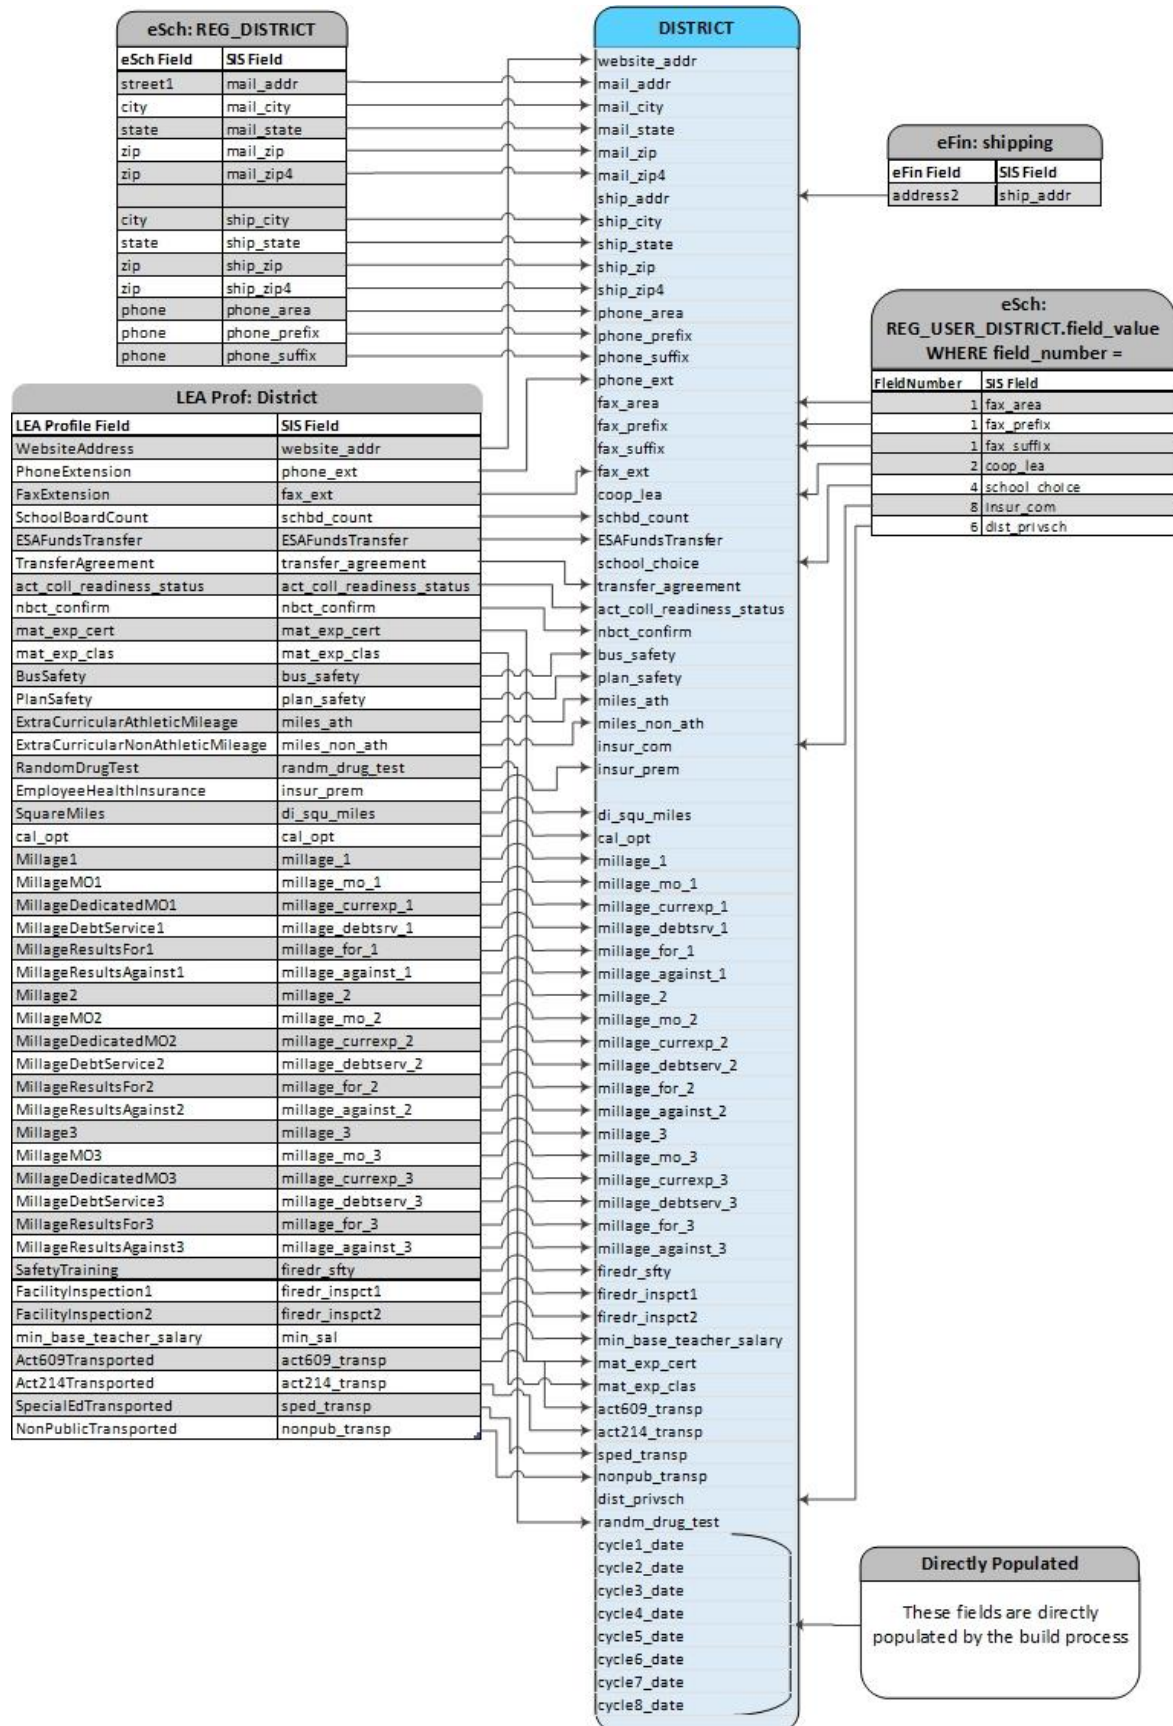 eSch: REG_DISTRICT
eSch Field SIS Field
street1 mail_addr
city mail_city
state mail_state
zip mail_zip
zip mail_zip4
city ship_city
state ship_state
zip ship_zip
zip ship_zip4
phone phone_area
phone phone_prefix
phone phone_suffix
LEA Prof: District
LEA Profile Field SIS Field
WebsiteAddress website_addr
PhoneExtension phone_ext
FaxExtension fax_ext
SchoolBoardCount schbd_count
ESAFundsTransfer ESAFundsTransfer
TransferAgreement transfer_agreement
act_coll_readiness_status act_coll_readiness_status
nbct_confirm nbct_confirm
mat_exp_cert mat_exp_cert
mat_exp_clas mat_exp_clas
BusSafety bus_safety
PlanSafety plan_safety
ExtraCurricularAthleticMileage miles_ath
ExtraCurricularNonAthleticMileage miles_non_ath
RandomDrugTest randm_drug_test
EmployeeHealthInsurance insur_prem
SquareMiles di_squ_miles
cal_opt cal_opt
Millage1 millage_1
MillageMO1 millage_mo_1
MillageDedicatedMO1 millage_currexp_1
MillageDebtService1 millage_debtsrv_1
MillageResultsFor1 millage_for_1
MillageResultsAgainst1 millage_against_1
Millage2 millage_2
MillageMO2 millage_mo_2
MillageDedicatedMO2 millage_currexp_2
MillageDebtService2 millage_debtserv_2
MillageResultsFor2 millage_for_2
MillageResultsAgainst2 millage_against_2
Millage3 millage_3
MillageMO3 millage_mo_3
MillageDedicatedMO3 millage_currexp_3
MillageDebtService3 millage_debtserv_3
MillageResultsFor3 millage_for_3
MillageResultsAgainst3 millage_against_3
SafetyTraining firedr_sfty
FacilityInspection1 firedr_inspct1
FacilityInspection2 firedr_inspct2
min_base_teacher_salary min_sal
Act609Transported act609_transp
Act214Transported act214_transp
SpecialEdTransported sped_transp
NonPublicTransported nonpub_transp
DISTRICT
website_addr
mail_addr
mail_city
mail_state
mail_zip
mail_zip4
ship_addr
ship_city
ship_state
ship_zip
ship_zip4
phone_area
phone_prefix
phone_suffix
phone_ext
fax_area
fax_prefix
fax_suffix
fax_ext
coop_lea
schbd_count
ESAFundsTransfer
school_choice
transfer_agreement
act_coll_readiness_status
nbct_confirm
bus_safety
plan_safety
miles_ath
miles_non_ath
insur_com
insur_prem
di_squ_miles
cal_opt
millage_1
millage_mo_1
millage_currexp_1
millage_debtsrv_1
millage_for_1
millage_against_1
millage_2
millage_mo_2
millage_currexp_2
millage_debtserv_2
millage_for_2
millage_against_2
millage_3
millage_mo_3
millage_currexp_3
millage_debtserv_3
millage_for_3
millage_against_3
firedr_sfty
firedr_inspct1
firedr_inspct2
min_base_teacher_salary
mat_exp_cert
mat_exp_clas
act609_transp
act214_transp
sped_transp
nonpub_transp
dist_privsch
randm_drug_test
cycle1_date
cycle2_date
cycle3_date
cycle4_date
cycle5_date
cycle6_date
cycle7_date
cycle8_date
eFin: shipping
eFin Field SIS Field
address2 ship_addr
eSch:
REG_USER_DISTRICT.field_value
WHERE field_number =
FieldNumber SIS Field
1 fax_area
1 fax_prefix
1 fax_suffix
2 coop_lea
4 school_choice
8 insur_com
6 dist_privsch
Directly Populated
These fields are directly
populated by the build process